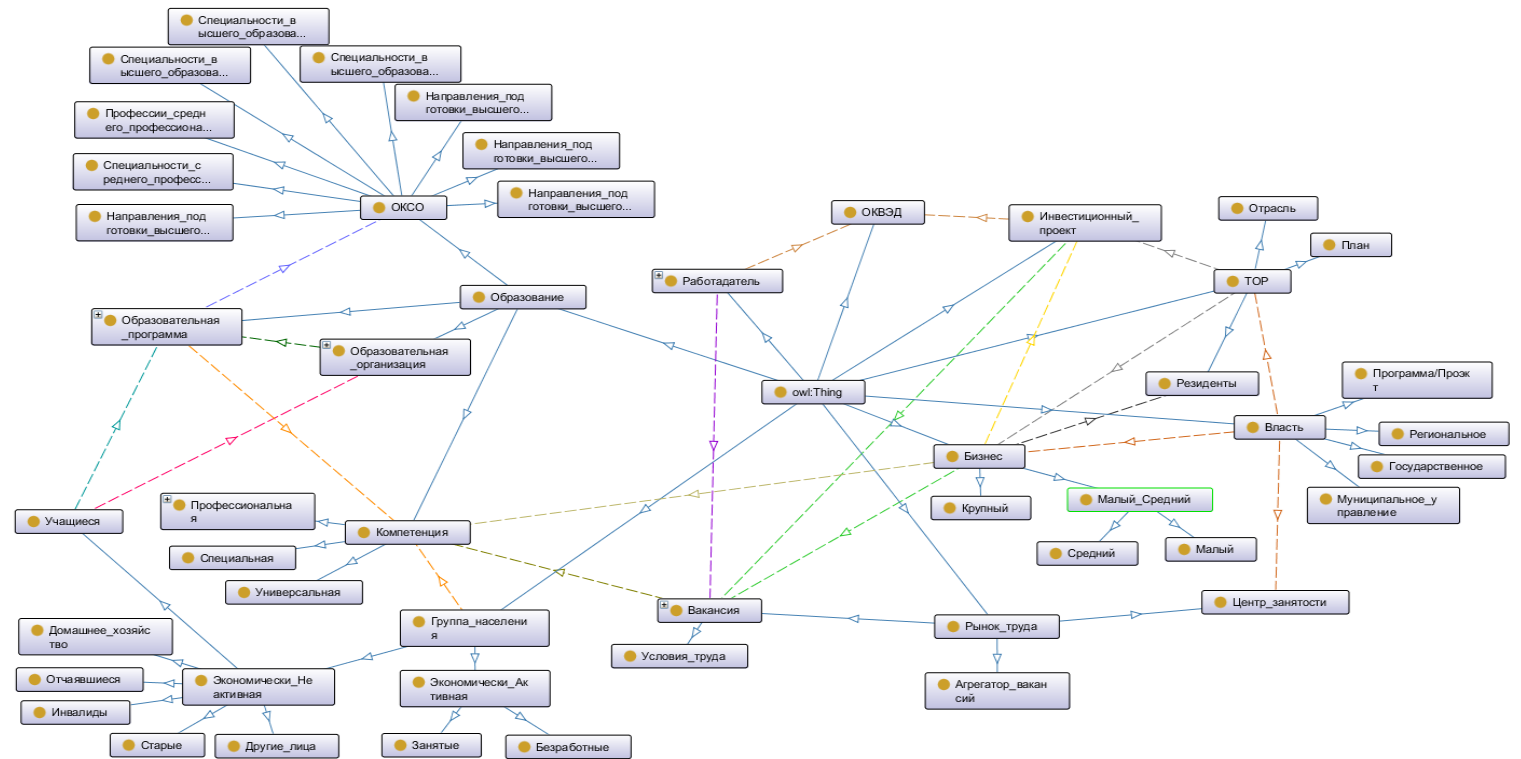 Специальности_в
ысшего_образова...
Специальности_в
ысшего_образова...
Специальности_в
ысшего_образова...
Направления_под
готовки_высшего...
Профессии_средн
его_профессиона...
Направления_под
готовки_высшего...
Специальности_с
реднего_професс...
Направления_под
готовки_высшего...
ОКСО
Направления_под
готовки_высшего...
ОКВЭД
Инвестиционный_
проект
Отрасль
План
Работадатель
ТОР
Образование
Образовательная
_программа
Образовательная
_организация
owl:Thing
Резиденты
Программа/Проэк
т
Власть
Региональное
Бизнес
Государственное
Профессиональна
я
Крупный
Малый_Средний
Муниципальное_у
правление
Учащиеся
Компетенция
Специальная
Средний
Малый
Универсальная
Вакансия
Центр_занятости
Домашнее_хозяйс
тво
Группа_населени
я
Рынок_труда
Условия_труда
Отчаявшиеся
Экономически_Не
активная
Экономически_Ак
тивная
Агрегатор_вакан
сий
Инвалиды
Старые
Другие_лица
Занятые
Безработные